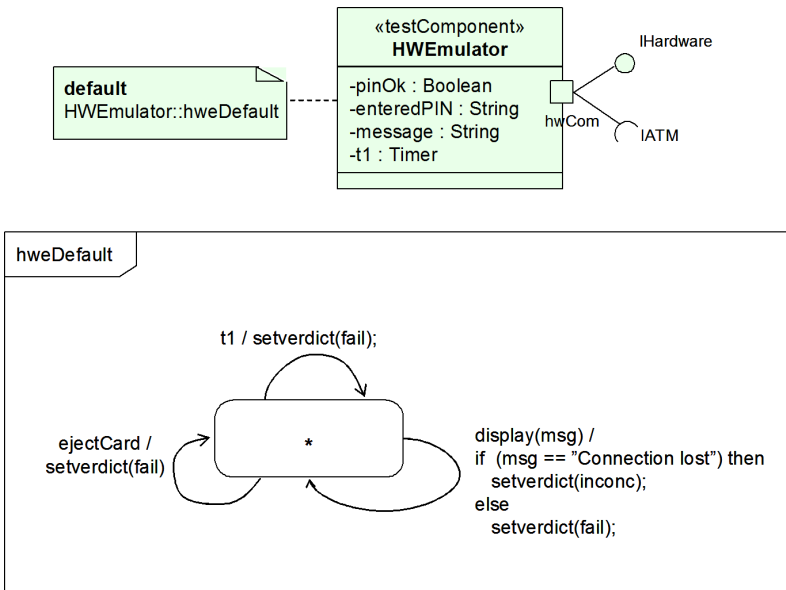 «testComponent»
HWEmulator
IHardware
default
HWEmulator::hweDefault
-pinOk : Boolean
-enteredPIN : String
-message : String
-t1 : Timer
hwCom
IATM
hweDefault
t1 / setverdict(fail);
ejectCard /
setverdict(fail)
*
display(msg) /
if (msg == ”Connection lost”) then
setverdict(inconc);
else
setverdict(fail);